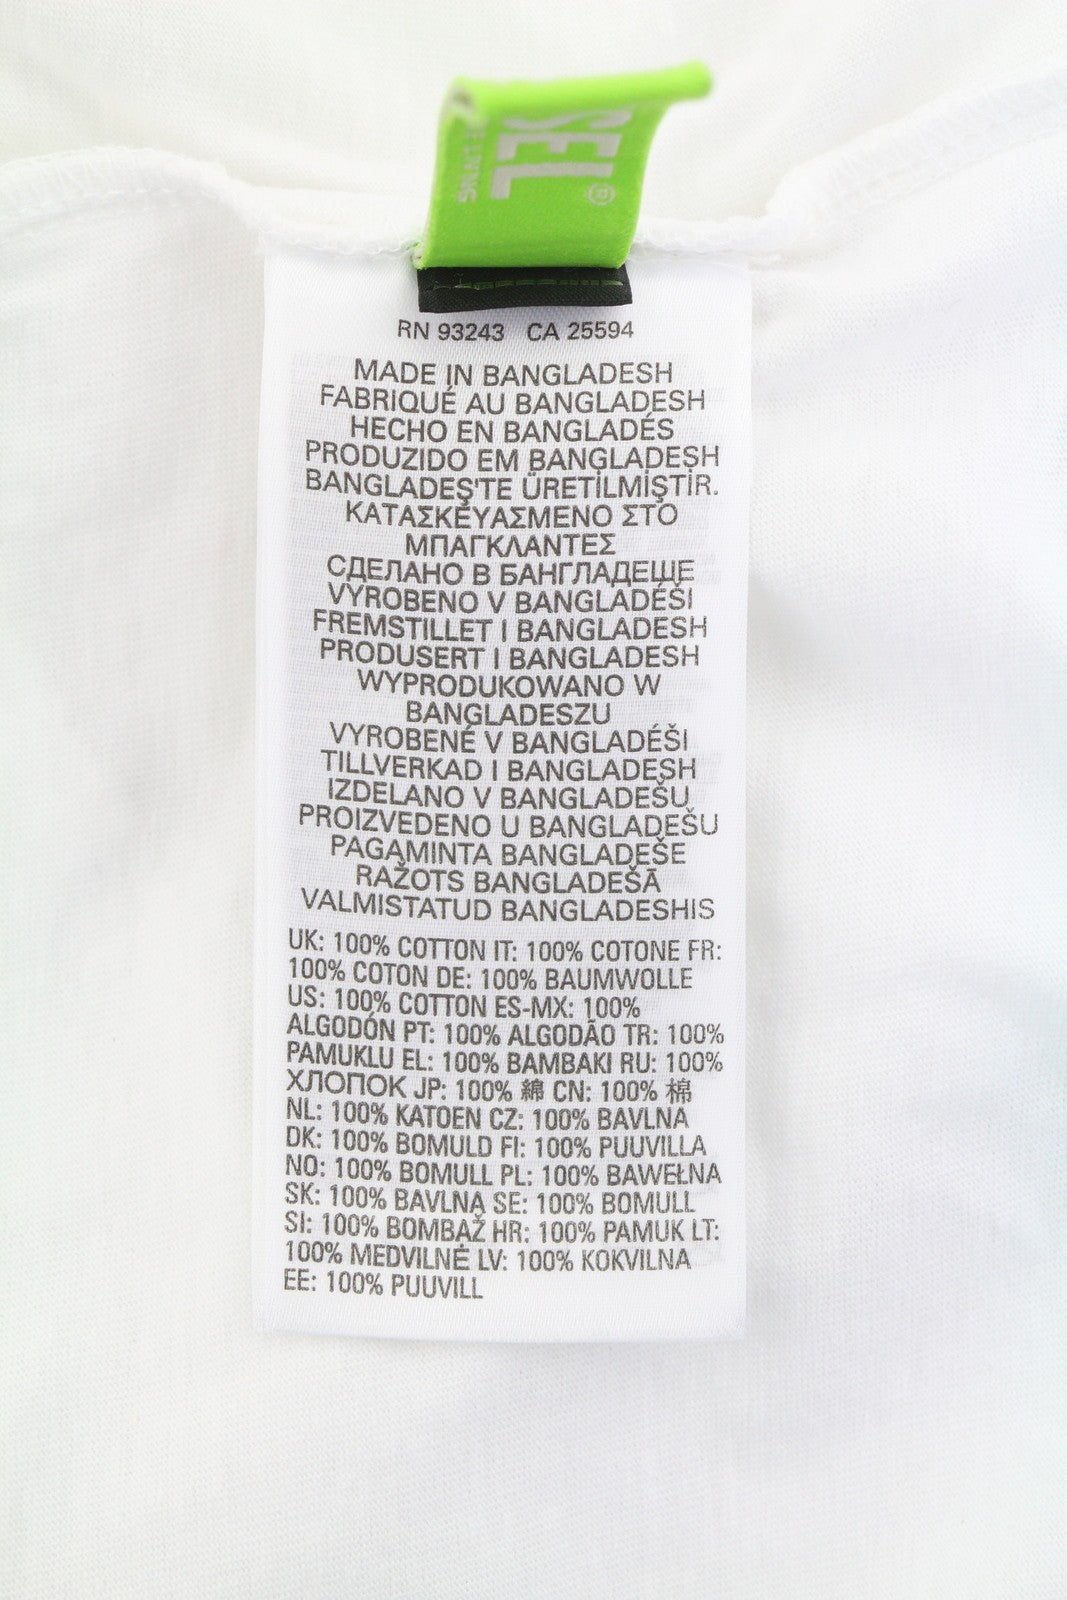 SEL®
RN 93243 CA 25594
MADE IN BANGLADESH
FABRIQUÉ AU BANGLADESH
HECHO EN BANGLADÉS
PRODUZIDO EM BANGLADESH
BANGLADEŞ'TE ÜRETİLMİŞTİR.
ΚΑΤΑΣΚΕΥΑΣΜΕΝΟ ΣΤΟ
ΜΠΑΓΚΛΑΝΤΕΣ
СДЕЛАНО В БАНГЛАДЕШЕ
VYROBENO V BANGLADÉŠI
FREMSTILLET I BANGLADESH
PRODUSERT I BANGLADESH
WYPRODUKOWANO W
BANGLADESZU
VYROBENÉ V BANGLADÉŠI
TILLVERKAD I BANGLADESH
IZDELANO V BANGLADEŠU
PROIZVEDENO U BANGLADEŠU
PAGAMINTA BANGLADEŠE
RAŽOTS BANGLADEŠĀ
VALMISTATUD BANGLADESHIS
UK: 100% COTTON IT: 100% COTONE FR:
100% COTON DE: 100% BAUMWOLLE
US: 100% COTTON ES-MX: 100%
ALGODÓN PT: 100% ALGODÃO TR: 100%
PAMUKLU EL: 100% ΒΑΜΒΑΚΙ RU: 100%
ХЛОПОК JP: 100% 綿 CN: 100% 棉
NL: 100% KATOEN CZ: 100% BAVLNA
DK: 100% BOMULD FI: 100% PUUVILLA
NO: 100% BOMULL PL: 100% BAWEŁNA
SK: 100% BAVLNA SE: 100% BOMULL
SI: 100% BOMBAŽ HR: 100% PAMUK LT:
100% MEDVILNĖ LV: 100% KOKVILNA
EE: 100% PUUVILL